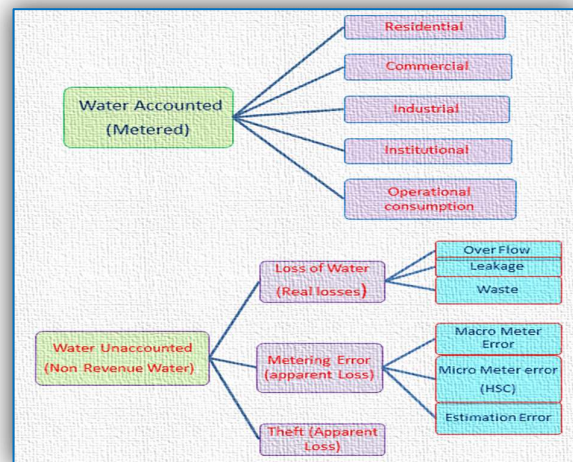 Water Accounted
(Metered)
Residential
Commercial
Industrial
Institutional
Operational
consumption
Water Unaccounted
(Non Revenue Water)
Loss of Water
(Real losses)
Over Flow
Leakage
Waste
Metering Error
(apparent Loss)
Macro Meter
Error
Micro Meter error
(HSC)
Estimation Error
Theft (Apparent
Loss)